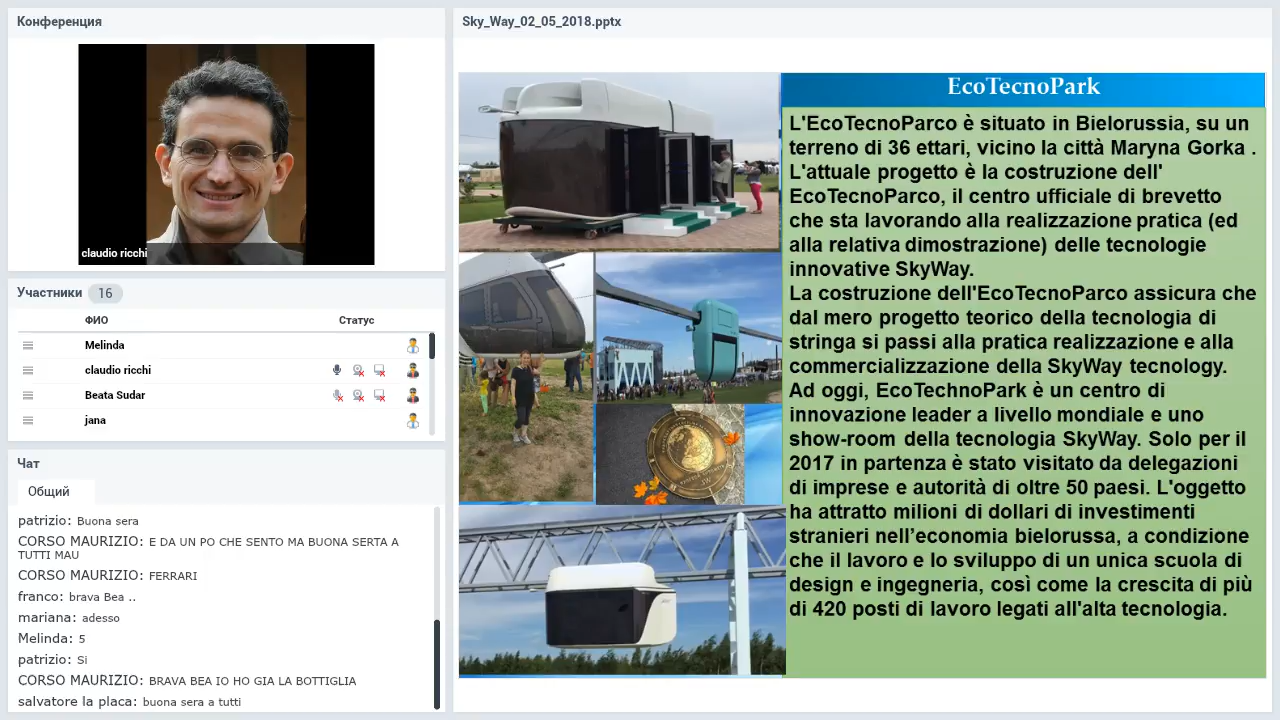 Конференция
claudio ricchi
Участники 16
ФИО Статус
Melinda
claudio ricchi
Beata Sudar
jana
Чат
Общий
patrizio: Buona sera
CORSO MAURIZIO: E DA UN PO CHE SENTO MA BUONA SERTA A
TUTTI MAU
CORSO MAURIZIO: FERRARI
franco: brava Bea ..
mariana: adesso
Melinda: 5
patrizio: Si
CORSO MAURIZIO: BRAVA BEA IO HO GIA LA BOTTIGLIA
salvatore la placa: buona sera a tutti
Sky_Way_02_05_2018.pptx
EcoTecnoPark
L'EcoTecnoParco è situato in Bielorussia, su un
terreno di 36 ettari, vicino la città Maryna Gorka .
L'attuale progetto è la costruzione dell'
EcoTecnoParco, il centro ufficiale di brevetto
che sta lavorando alla realizzazione pratica (ed
alla relativa dimostrazione) delle tecnologie
innovative SkyWay.
La costruzione dell'EcoTecnoParco assicura che
dal mero progetto teorico della tecnologia di
stringa si passi alla pratica realizzazione e alla
commercializzazione della SkyWay tecnology.
Ad oggi, EcoTechnoPark è un centro di
innovazione leader a livello mondiale e uno
show-room della tecnologia SkyWay. Solo per il
2017 in partenza è stato visitato da delegazioni
di imprese e autorità di oltre 50 paesi. L'oggetto
ha attratto milioni di dollari di investimenti
stranieri nell’economia bielorussa, a condizione
che il lavoro e lo sviluppo di un unica scuola di
design e ingegneria, così come la crescita di più
di 420 posti di lavoro legati all'alta tecnologia.